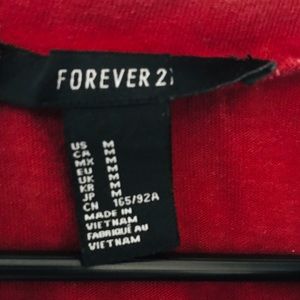 FOREVER 21
US M
CA M
MX M
EU M
UK M
KR M
JP M
CN 165/92A
MADE IN
VIETNAM
FABRIQUÉ AU
VIETNAM